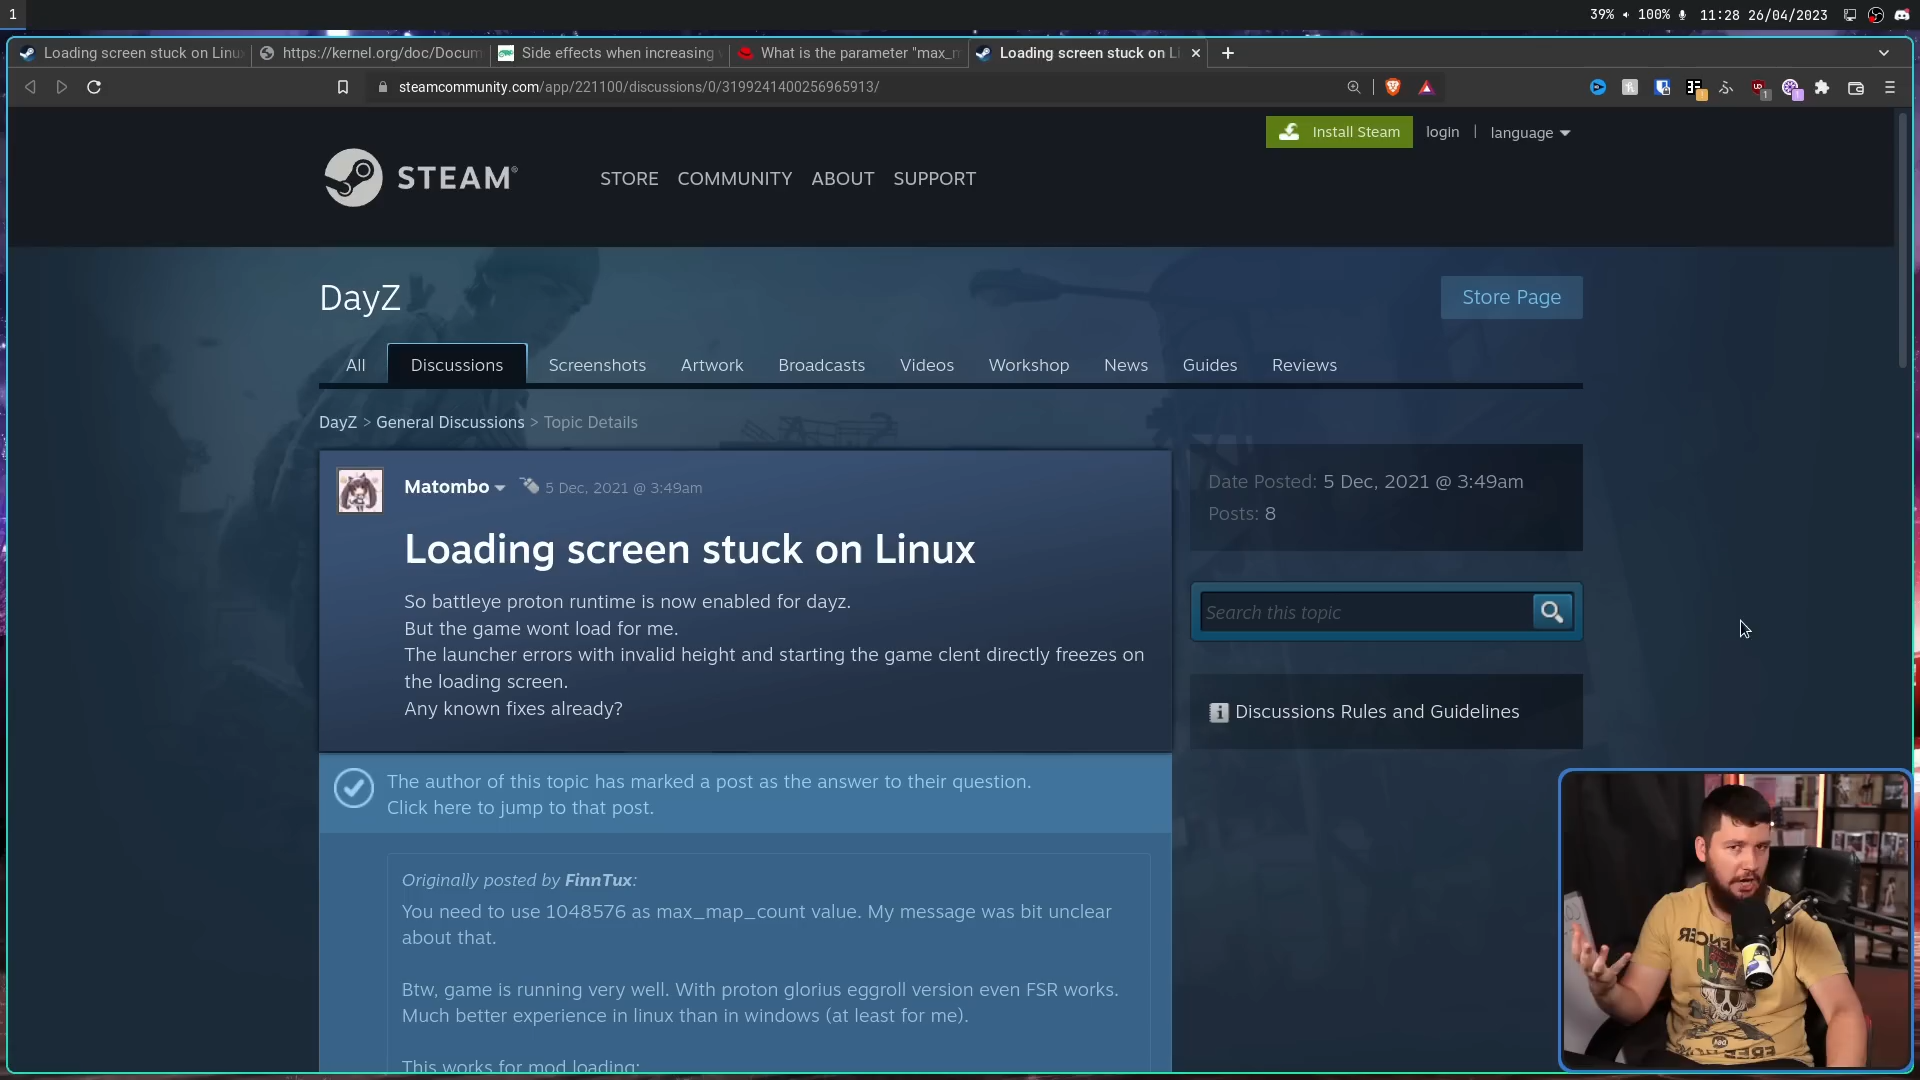 1
39% 100% 11:28 26/04/2023
Loading screen stuck on Linu
https://kernel.org/doc/Docum
Side effects when increasing
What is the parameter "max_m
Loading screen stuck on Li
steamcommunity.com/app/221100/discussions/0/3199241400256965913/
Install Steam
login
language
STEAM®
STORE COMMUNITY ABOUT SUPPORT
DayZ
Store Page
All Discussions Screenshots Artwork Broadcasts Videos Workshop News Guides Reviews
DayZ > General Discussions > Topic Details
Matombo 5 Dec, 2021 @ 3:49am
Loading screen stuck on Linux
So battleye proton runtime is now enabled for dayz.
But the game wont load for me.
The launcher errors with invalid height and starting the game clent directly freezes on
the loading screen.
Any known fixes already?
Date Posted: 5 Dec, 2021 @ 3:49am
Posts: 8
Search this topic
Discussions Rules and Guidelines
The author of this topic has marked a post as the answer to their question.
Click here to jump to that post.
Originally posted by FinnTux:
You need to use 1048576 as max_map_count value. My message was bit unclear
about that.
Btw, game is running very well. With proton glorius eggroll version even FSR works.
Much better experience in linux than in windows (at least for me).
This works for mod loading: